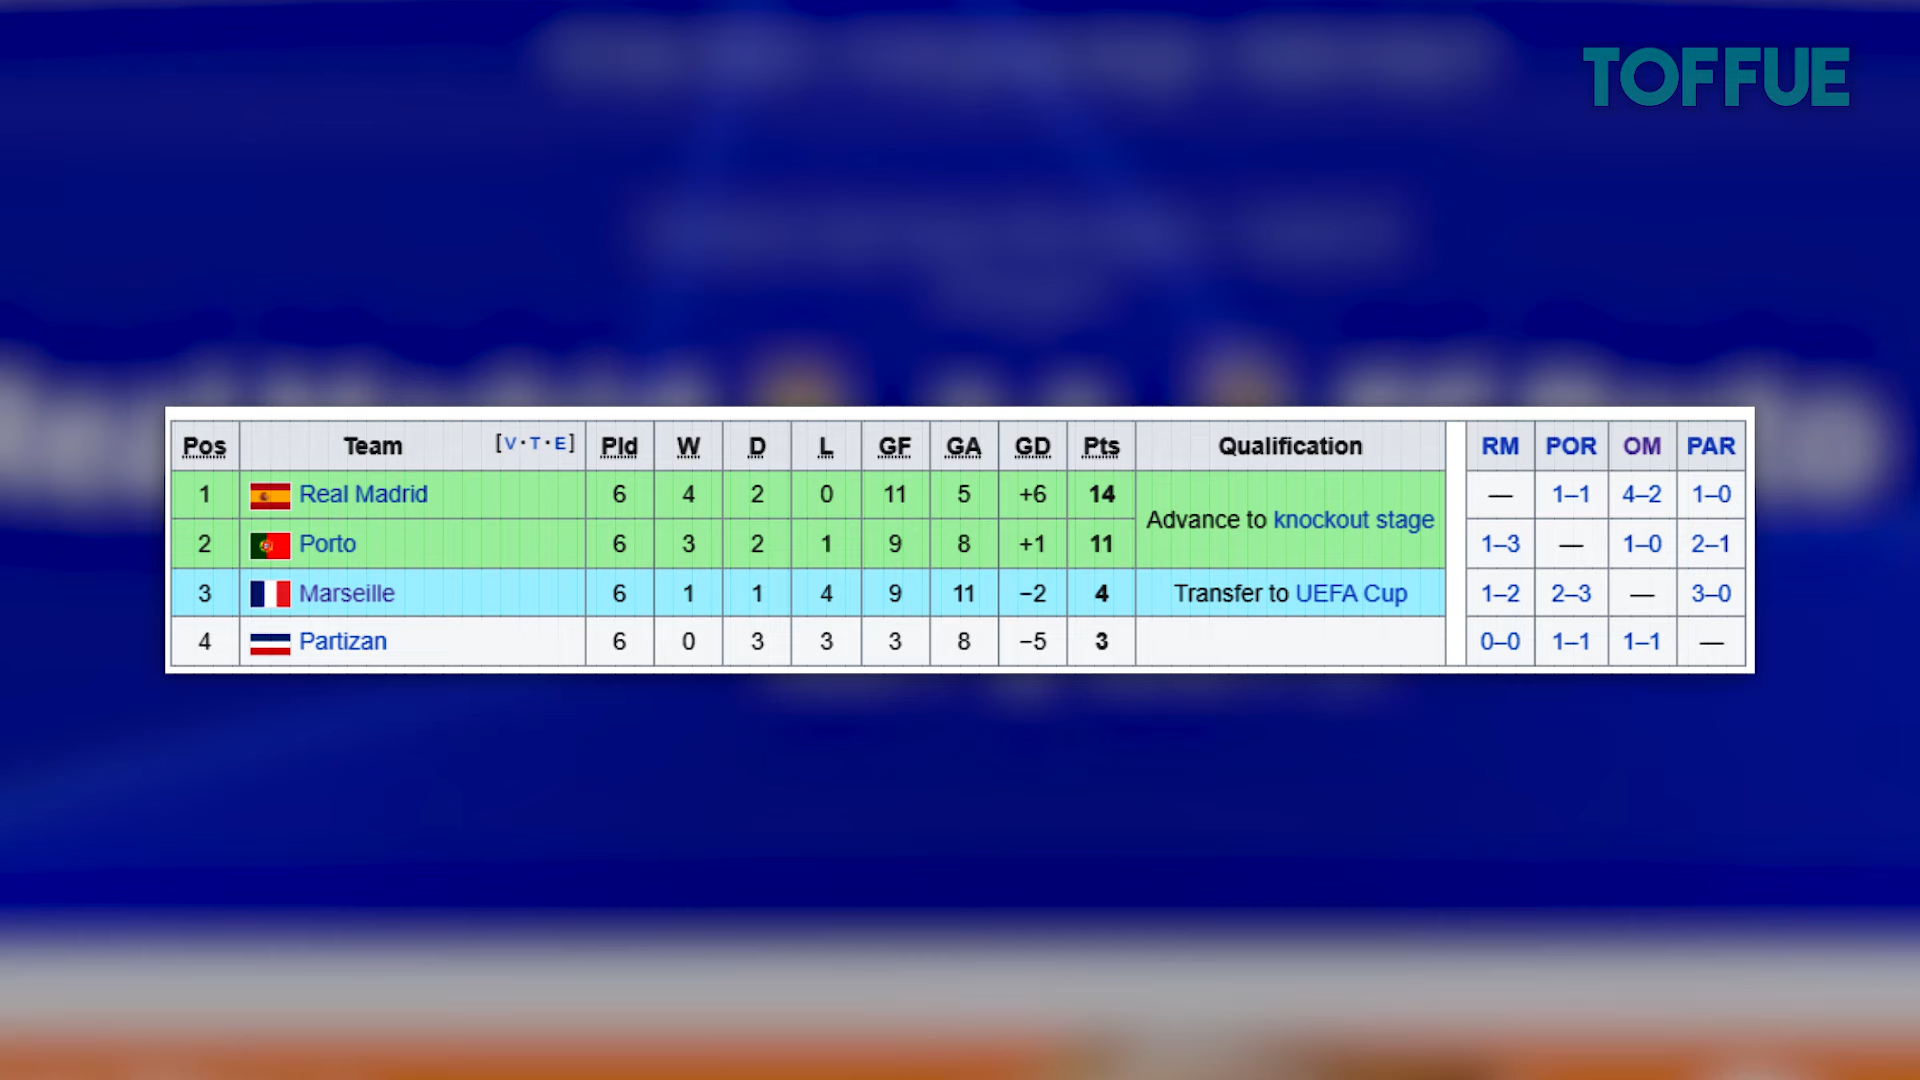 TOFFUE
Pos Team [V·T·E] Pld W D L GF GA GD Pts Qualification RM POR OM PAR
1 Real Madrid 6 4 2 0 11 5 +6 14 Advance to knockout stage — 1–1 4–2 1–0
2 Porto 6 3 2 1 9 8 +1 11 1–3 — 1–0 2–1
3 Marseille 6 1 1 4 9 11 −2 4 Transfer to UEFA Cup 1–2 2–3 — 3–0
4 Partizan 6 0 3 3 3 8 −5 3 0–0 1–1 1–1 —